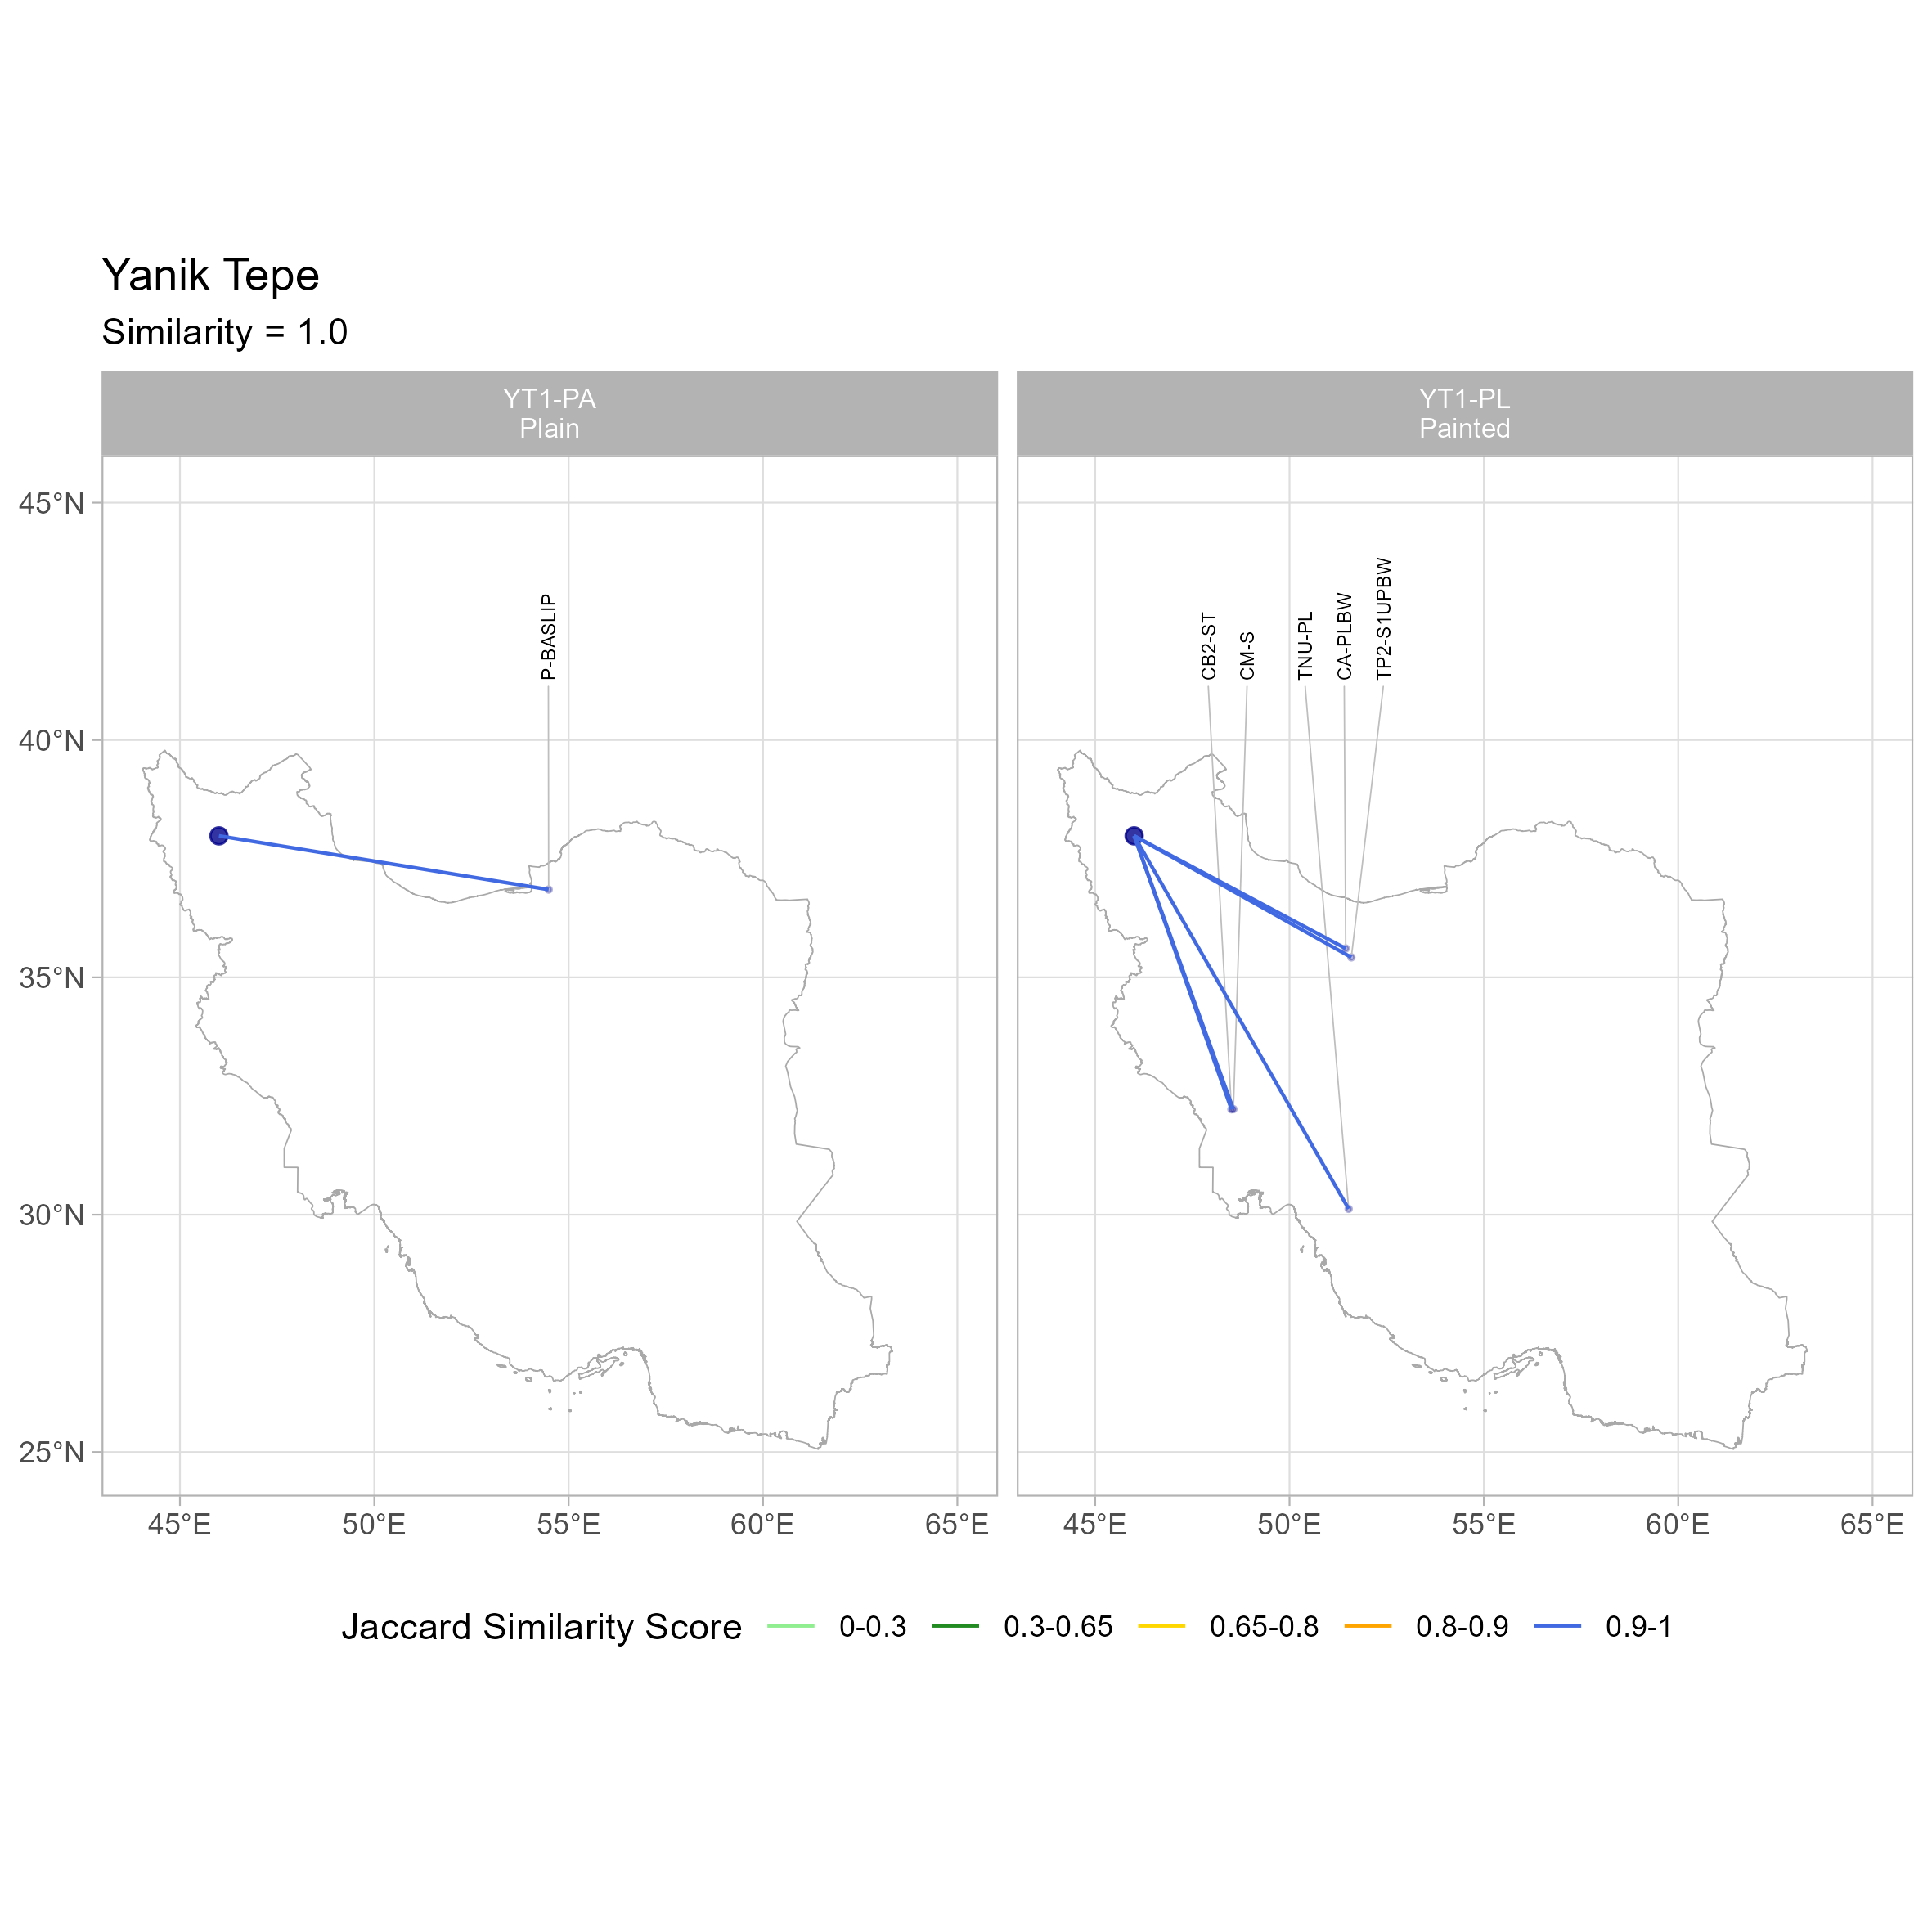 Yanik Tepe
Similarity = 1.0
YT1-PA
Plain
YT1-PL
Painted
45°N
40°N
35°N
30°N
25°N
P-BASLIP
CB2-ST
CM-S
TNU-PL
CA-PLBW
TP2-S1UPBW
45°E 50°E 55°E 60°E 65°E
45°E 50°E 55°E 60°E 65°E
Jaccard Similarity Score 0-0.3 0.3-0.65 0.65-0.8 0.8-0.9 0.9-1